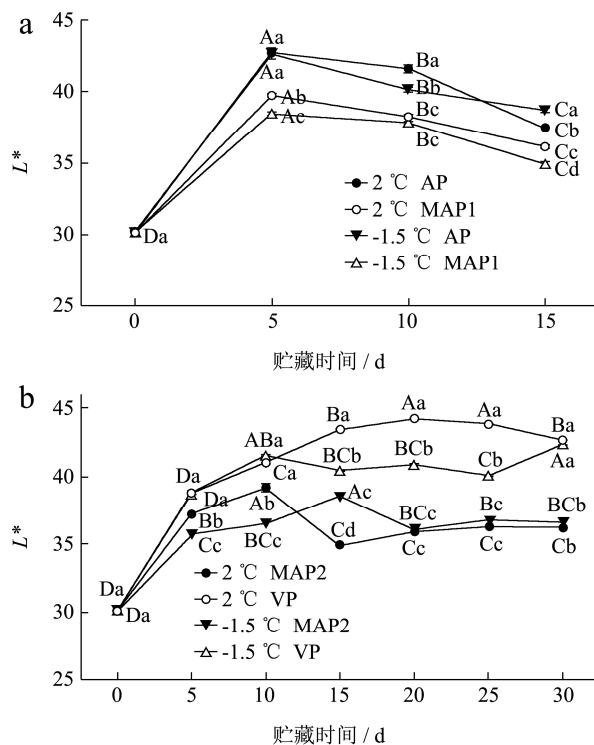 a
45
Aa
Ba
40
Aa
Bb
Ca
Ab
Bc
Cb
L*
Ac
Bc
Cc
35
Cd
2 ℃ AP
2 ℃ MAP1
30
Da
-1.5 ℃ AP
-1.5 ℃ MAP1
25
0 5 10 15
贮藏时间 / d
b
45
Aa Aa
Ba Ba
ABa
BCb BCb
Cb
Aa
40
Da
Ca
Da Ab
Ac
BCc Bc BCb
Bb
L*
35
Cc BCc
Cd
Cc Cc Cb
2 ℃ MAP2
Da
2 ℃ VP
30
Da
-1.5 ℃ MAP2
-1.5 ℃ VP
25
0 5 10 15 20 25 30
贮藏时间 / d